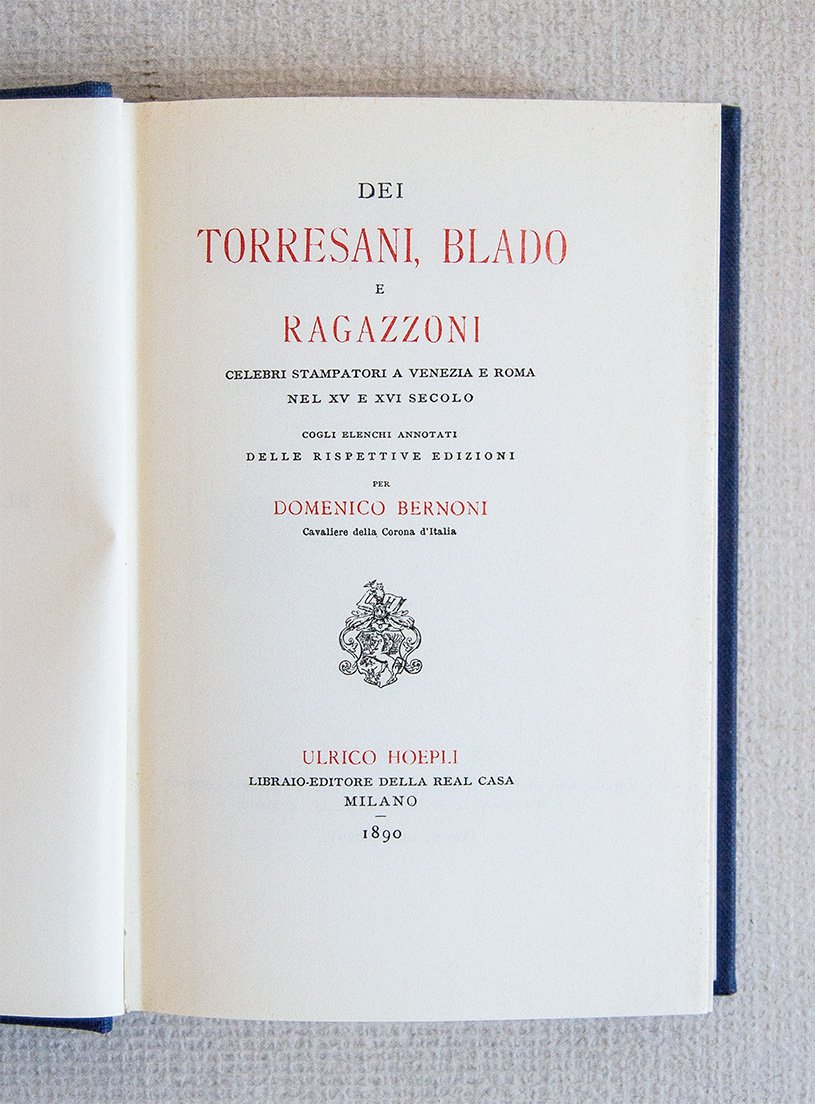 DEI
TORRESANI, BLADO
E
RAGAZZONI
CELEBRI STAMPATORI A VENEZIA E ROMA
NEL XV E XVI SECOLO
COGLI ELENCHI ANNOTATI
DELLE RISPETTIVE EDIZIONI
PER
DOMENICO BERNONI
Cavaliere della Corona d'Italia
ULRICO HOEPLI
LIBRAIO-EDITORE DELLA REAL CASA
MILANO
—
1890